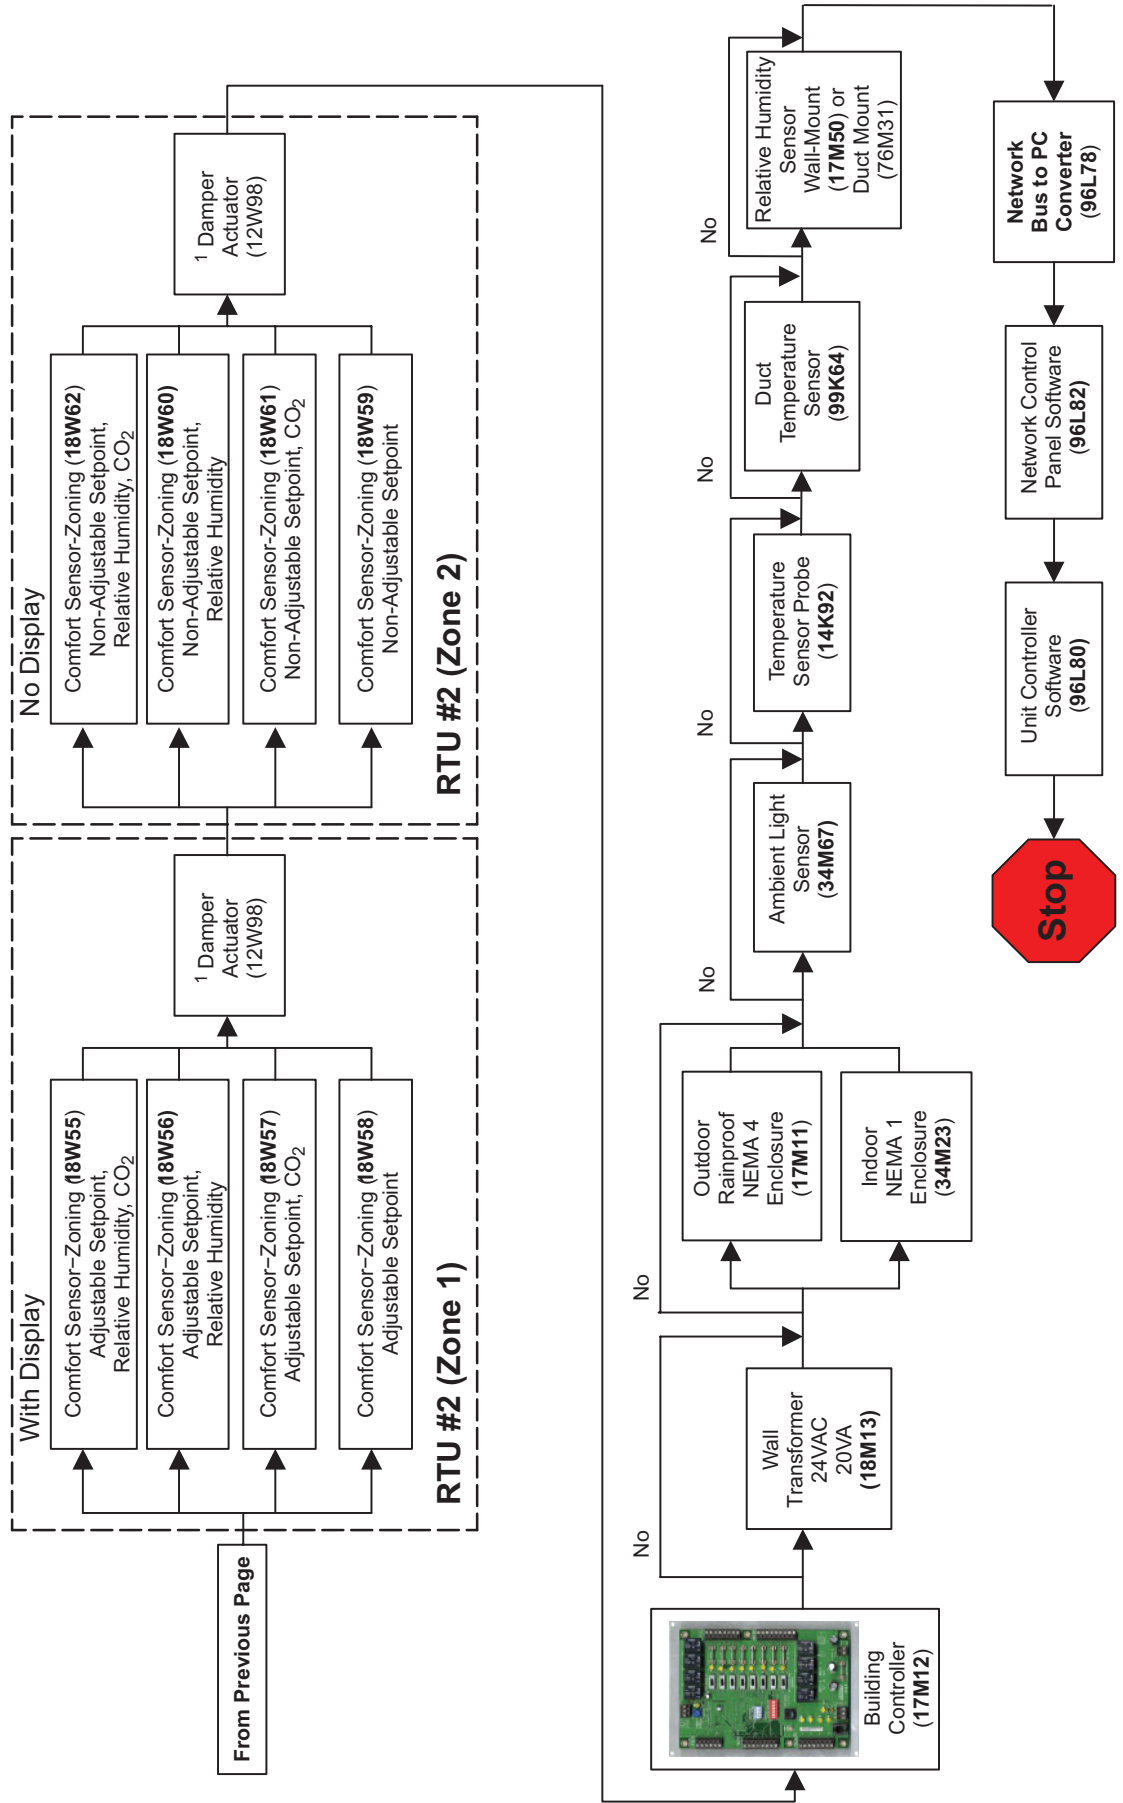 From Previous Page
With Display
Comfort Sensor–Zoning (18W55)
Adjustable Setpoint,
Relative Humidity, CO2
Comfort Sensor–Zoning (18W56)
Adjustable Setpoint,
Relative Humidity
Comfort Sensor–Zoning (18W57)
Adjustable Setpoint, CO2
Comfort Sensor–Zoning (18W58)
Adjustable Setpoint
RTU #2 (Zone 1)
1 Damper
Actuator
(12W98)
No Display
Comfort Sensor-Zoning (18W62)
Non-Adjustable Setpoint,
Relative Humidity, CO2
Comfort Sensor-Zoning (18W60)
Non-Adjustable Setpoint,
Relative Humidity
Comfort Sensor-Zoning (18W61)
Non-Adjustable Setpoint, CO2
Comfort Sensor-Zoning (18W59)
Non-Adjustable Setpoint
RTU #2 (Zone 2)
1 Damper
Actuator
(12W98)
Building
Controller
(17M12)
No
Wall
Transformer
24VAC
20VA
(18M13)
No
Outdoor
Rainproof
NEMA 4
Enclosure
(17M11)
Indoor
NEMA 1
Enclosure
(34M23)
No
Ambient Light
Sensor
(34M67)
No
Temperature
Sensor Probe
(14K92)
No
Duct
Temperature
Sensor
(99K64)
No
Relative Humidity
Sensor
Wall-Mount
(17M50) or
Duct Mount
(76M31)
Network
Bus to PC
Converter
(96L78)
Network Control
Panel Software
(96L82)
Unit Controller
Software
(96L80)
Stop